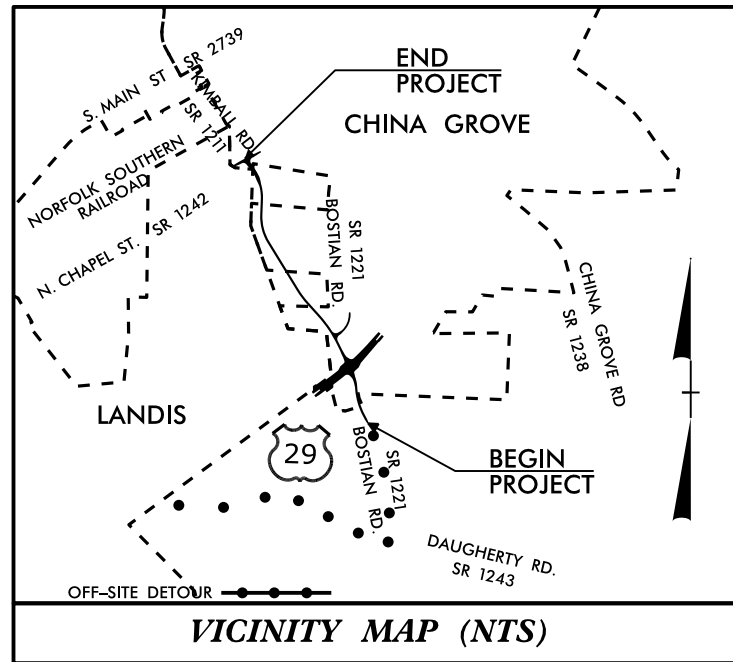 END
PROJECT
S. MAIN ST SR 2739
KIMBALL RD.
SR 1211
CHINA GROVE
NORFOLK SOUTHERN
RAILROAD
N. CHAPEL ST. SR 1242
SR 1221
BOSTIAN RD.
CHINA GROVE RD
SR 1238
LANDIS
29
SR 1221
BOSTIAN RD.
BEGIN
PROJECT
DAUGHERTY RD.
SR 1243
OFF-SITE DETOUR
VICINITY MAP (NTS)